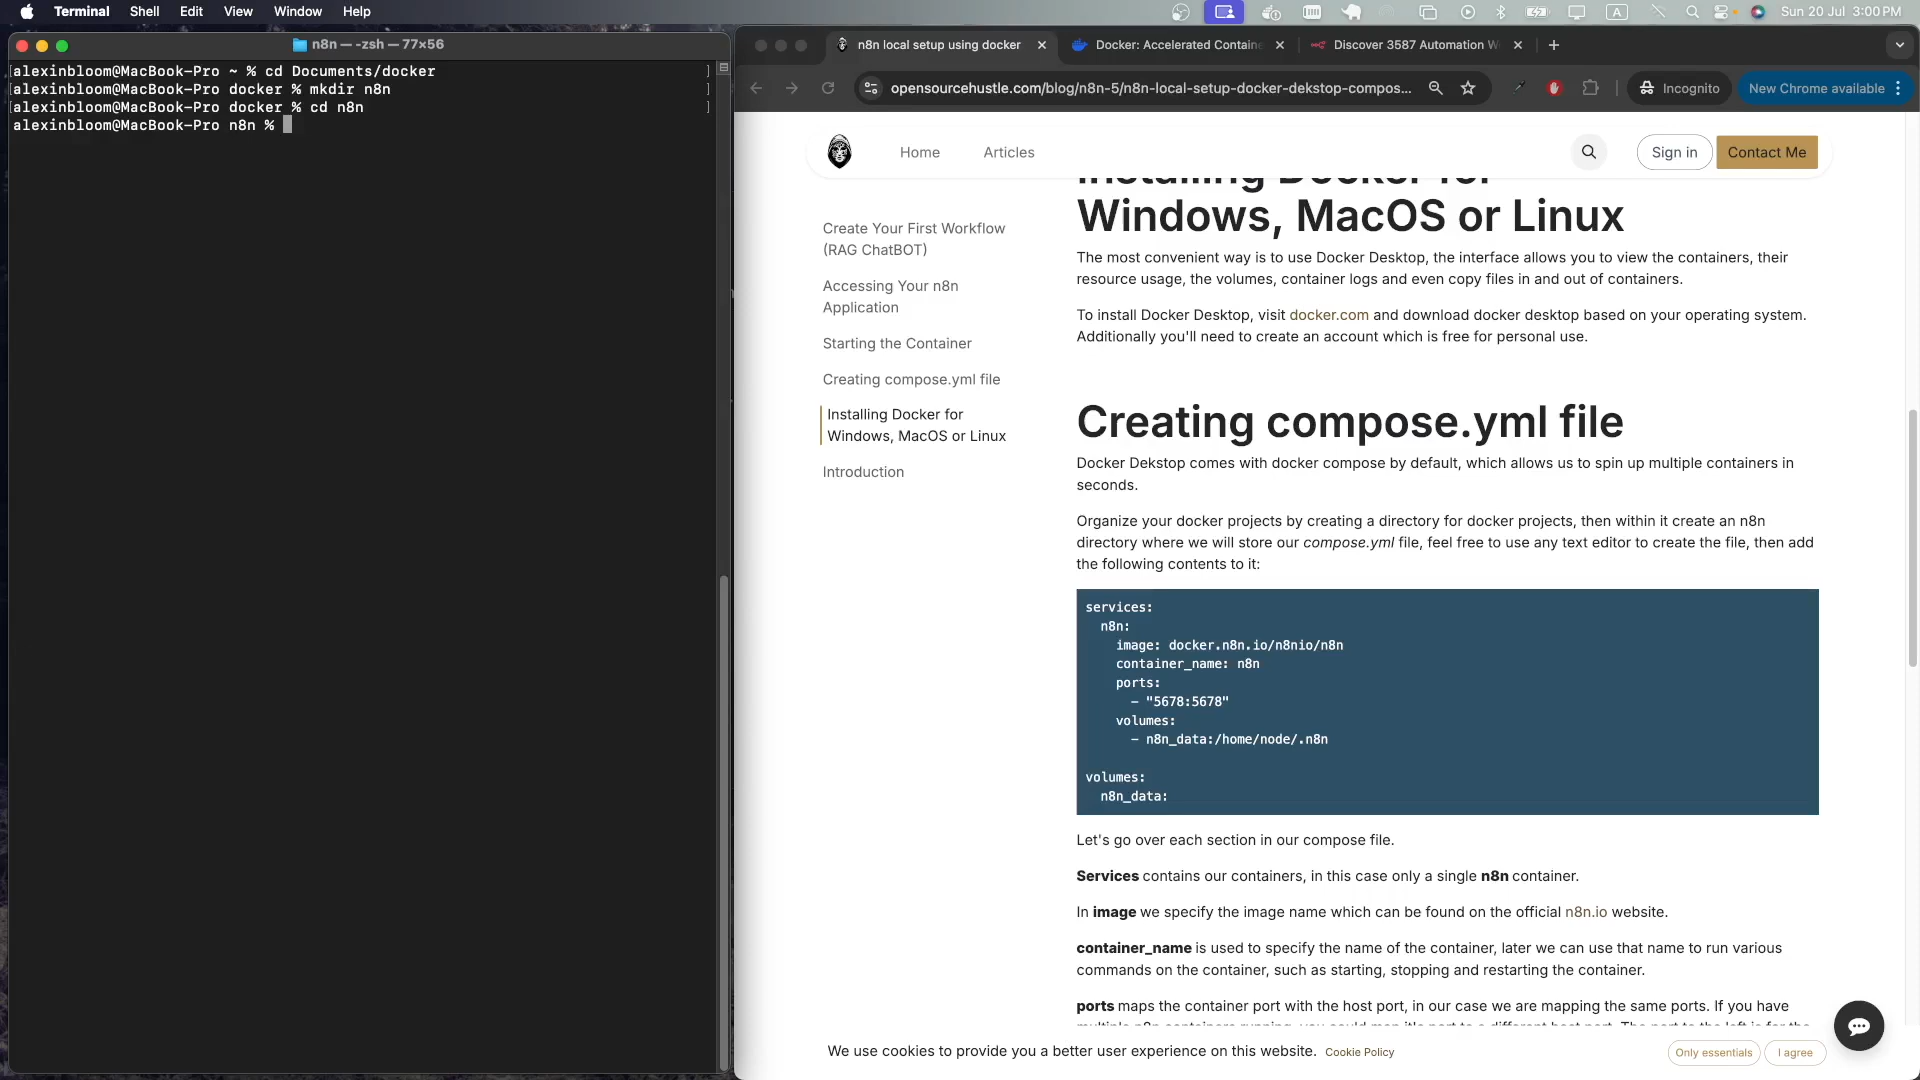 Terminal Shell Edit View Window Help
A Sun 20 Jul 3:00 PM
n8n — -zsh — 77×56
alexinbloom@MacBook-Pro ~ % cd Documents/docker
alexinbloom@MacBook-Pro docker % mkdir n8n
alexinbloom@MacBook-Pro docker % cd n8n
alexinbloom@MacBook-Pro n8n %
n8n local setup using docker
Docker: Accelerated Containe
Discover 3587 Automation W
opensourcehustle.com/blog/n8n-5/n8n-local-setup-docker-dekstop-compos...
Incognito
New Chrome available
Home
Articles
Sign in
Contact Me
Create Your First Workflow
(RAG ChatBOT)
Accessing Your n8n
Application
Starting the Container
Creating compose.yml file
Installing Docker for
Windows, MacOS or Linux
Introduction
Installing Docker for
Windows, MacOS or Linux
The most convenient way is to use Docker Desktop, the interface allows you to view the containers, their
resource usage, the volumes, container logs and even copy files in and out of containers.
To install Docker Desktop, visit docker.com and download docker desktop based on your operating system.
Additionally you'll need to create an account which is free for personal use.
Creating compose.yml file
Docker Dekstop comes with docker compose by default, which allows us to spin up multiple containers in
seconds.
Organize your docker projects by creating a directory for docker projects, then within it create an n8n
directory where we will store our compose.yml file, feel free to use any text editor to create the file, then add
the following contents to it:
services:
  n8n:
    image: docker.n8n.io/n8nio/n8n
    container_name: n8n
    ports:
      - "5678:5678"
    volumes:
      - n8n_data:/home/node/.n8n
volumes:
  n8n_data:
Let's go over each section in our compose file.
Services contains our containers, in this case only a single n8n container.
In image we specify the image name which can be found on the official n8n.io website.
container_name is used to specify the name of the container, later we can use that name to run various
commands on the container, such as starting, stopping and restarting the container.
ports maps the container port with the host port, in our case we are mapping the same ports. If you have
We use cookies to provide you a better user experience on this website. Cookie Policy
Only essentials
I agree